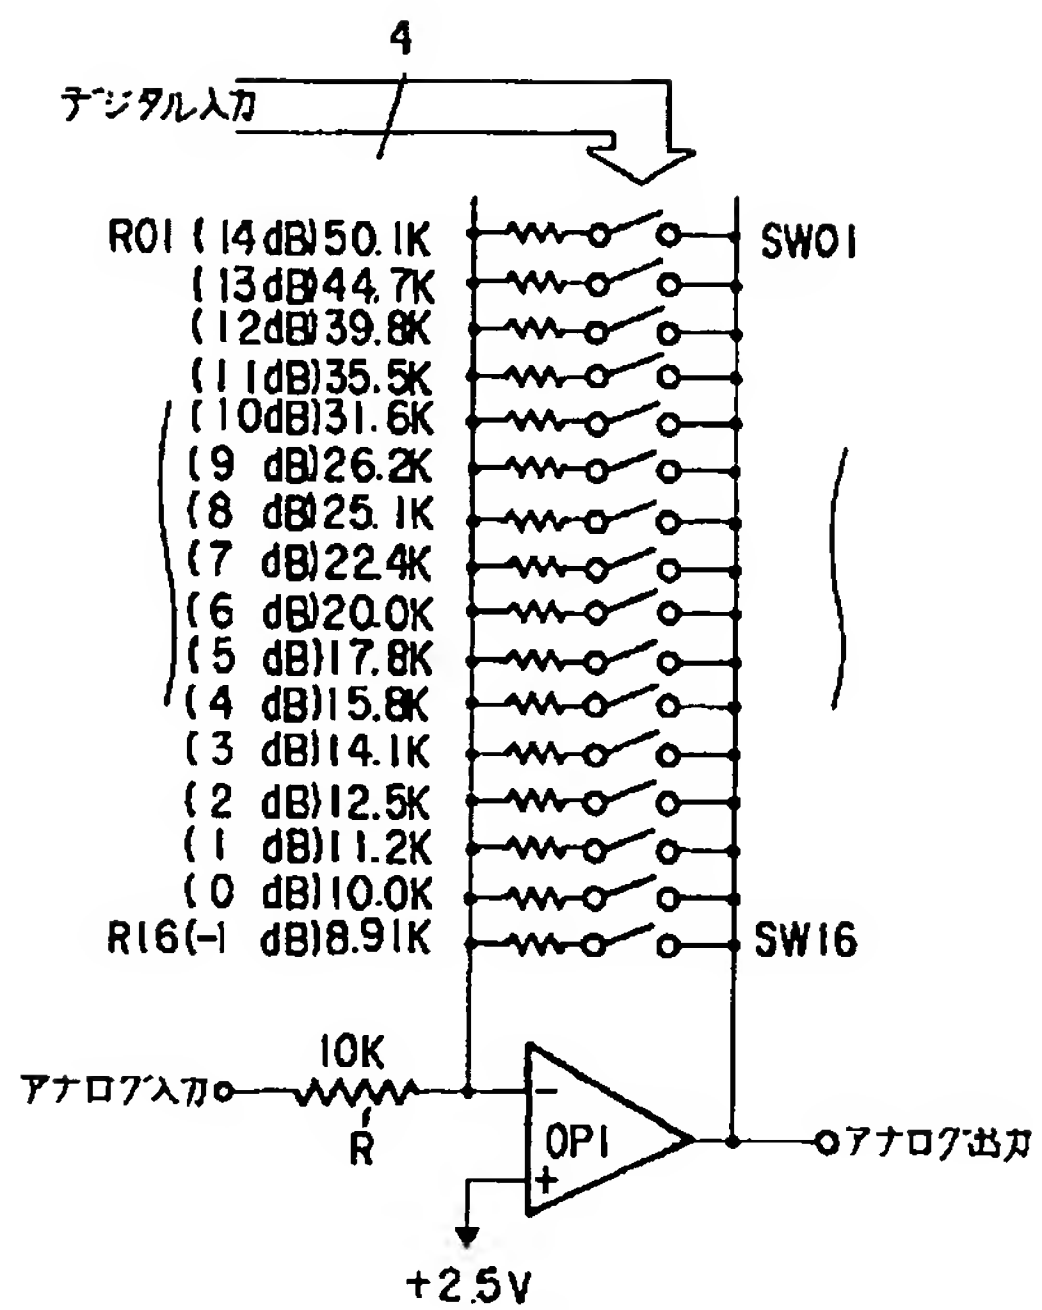 4
デジタル入力
R01 (14dB)50.1K SW01
(13dB)44.7K
(12dB)39.8K
(11dB)35.5K
(10dB)31.6K
(9 dB)26.2K
(8 dB)25.1K
(7 dB)22.4K
(6 dB)20.0K
(5 dB)17.8K
(4 dB)15.8K
(3 dB)14.1K
(2 dB)12.5K
(1 dB)11.2K
(0 dB)10.0K
R16(-1 dB)8.91K SW16
10K
アナログ入力
R
OP1
アナログ出力
+2.5V